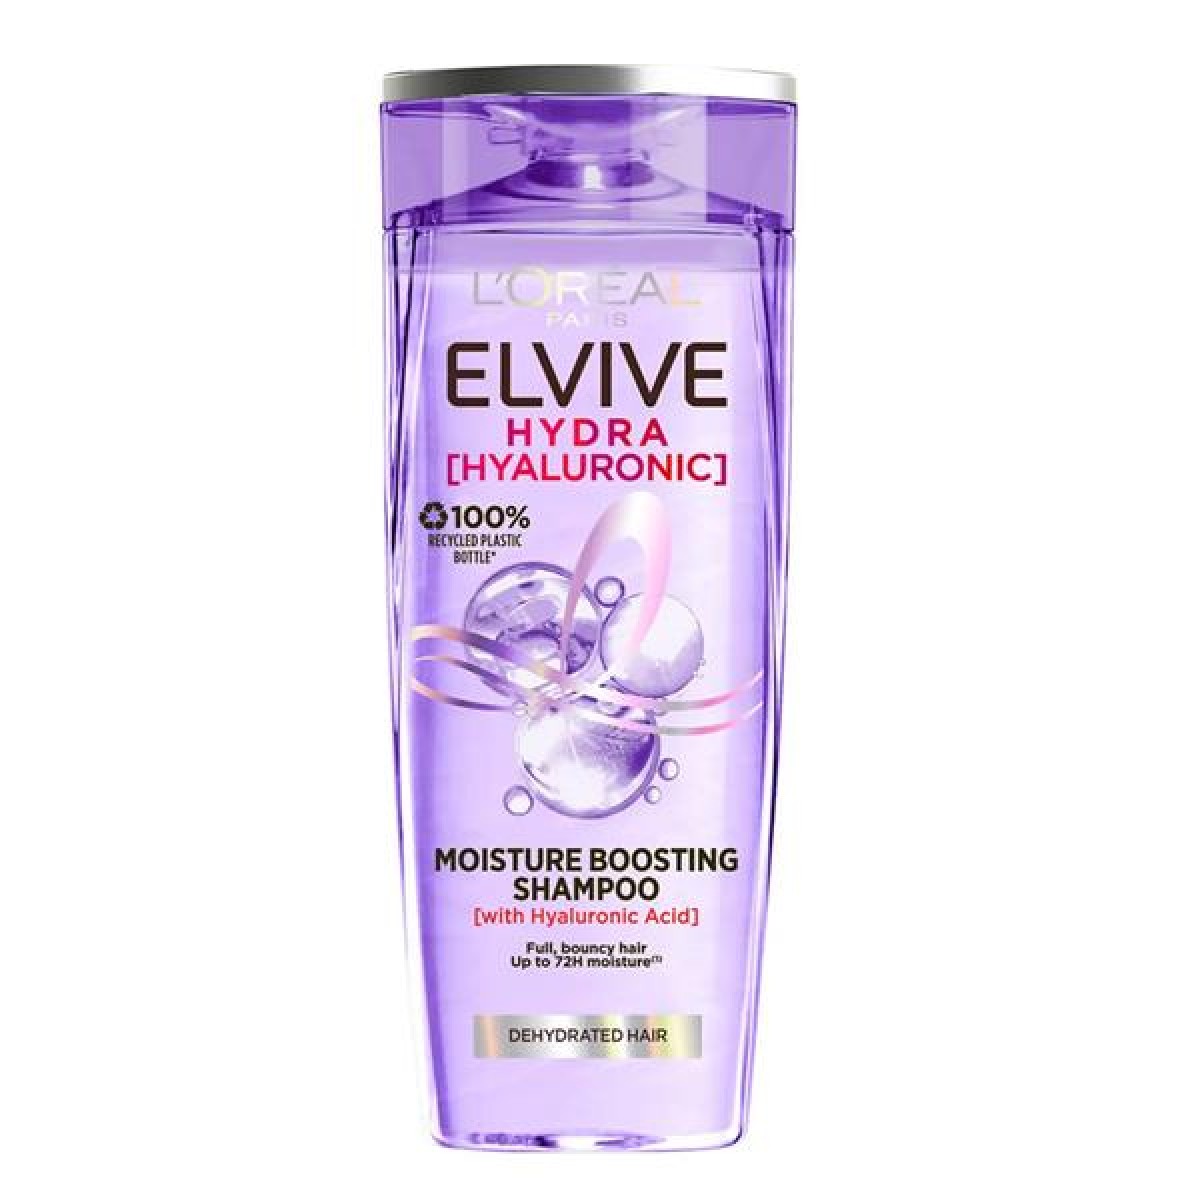 L'ORÉAL
PARIS
ELVIVE
HYDRA
[HYALURONIC]
100%
RECYCLED PLASTIC
BOTTLE*
MOISTURE BOOSTING
SHAMPOO
[with Hyaluronic Acid]
Full, bouncy hair
Up to 72H moisture(1)
DEHYDRATED HAIR